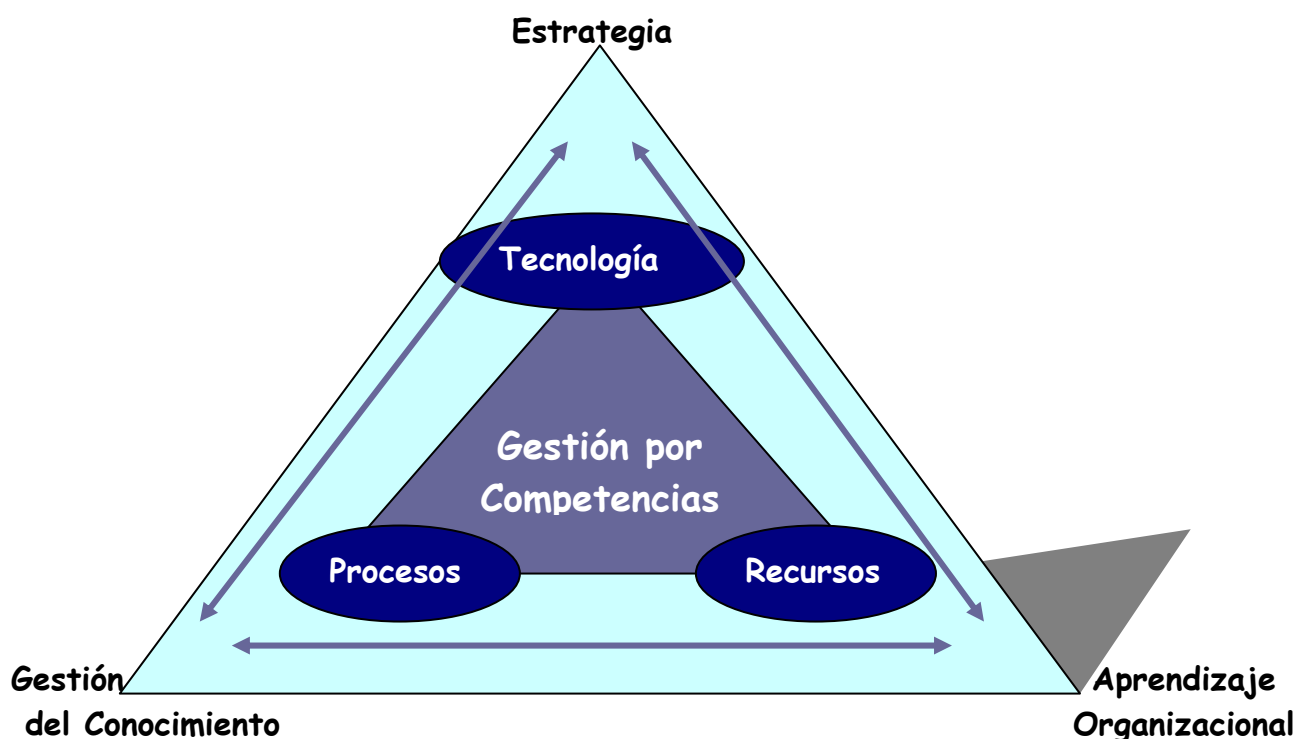 Estrategia
Tecnología
Gestión por
Competencias
Procesos
Recursos
Gestión
del Conocimiento
Aprendizaje
Organizacional